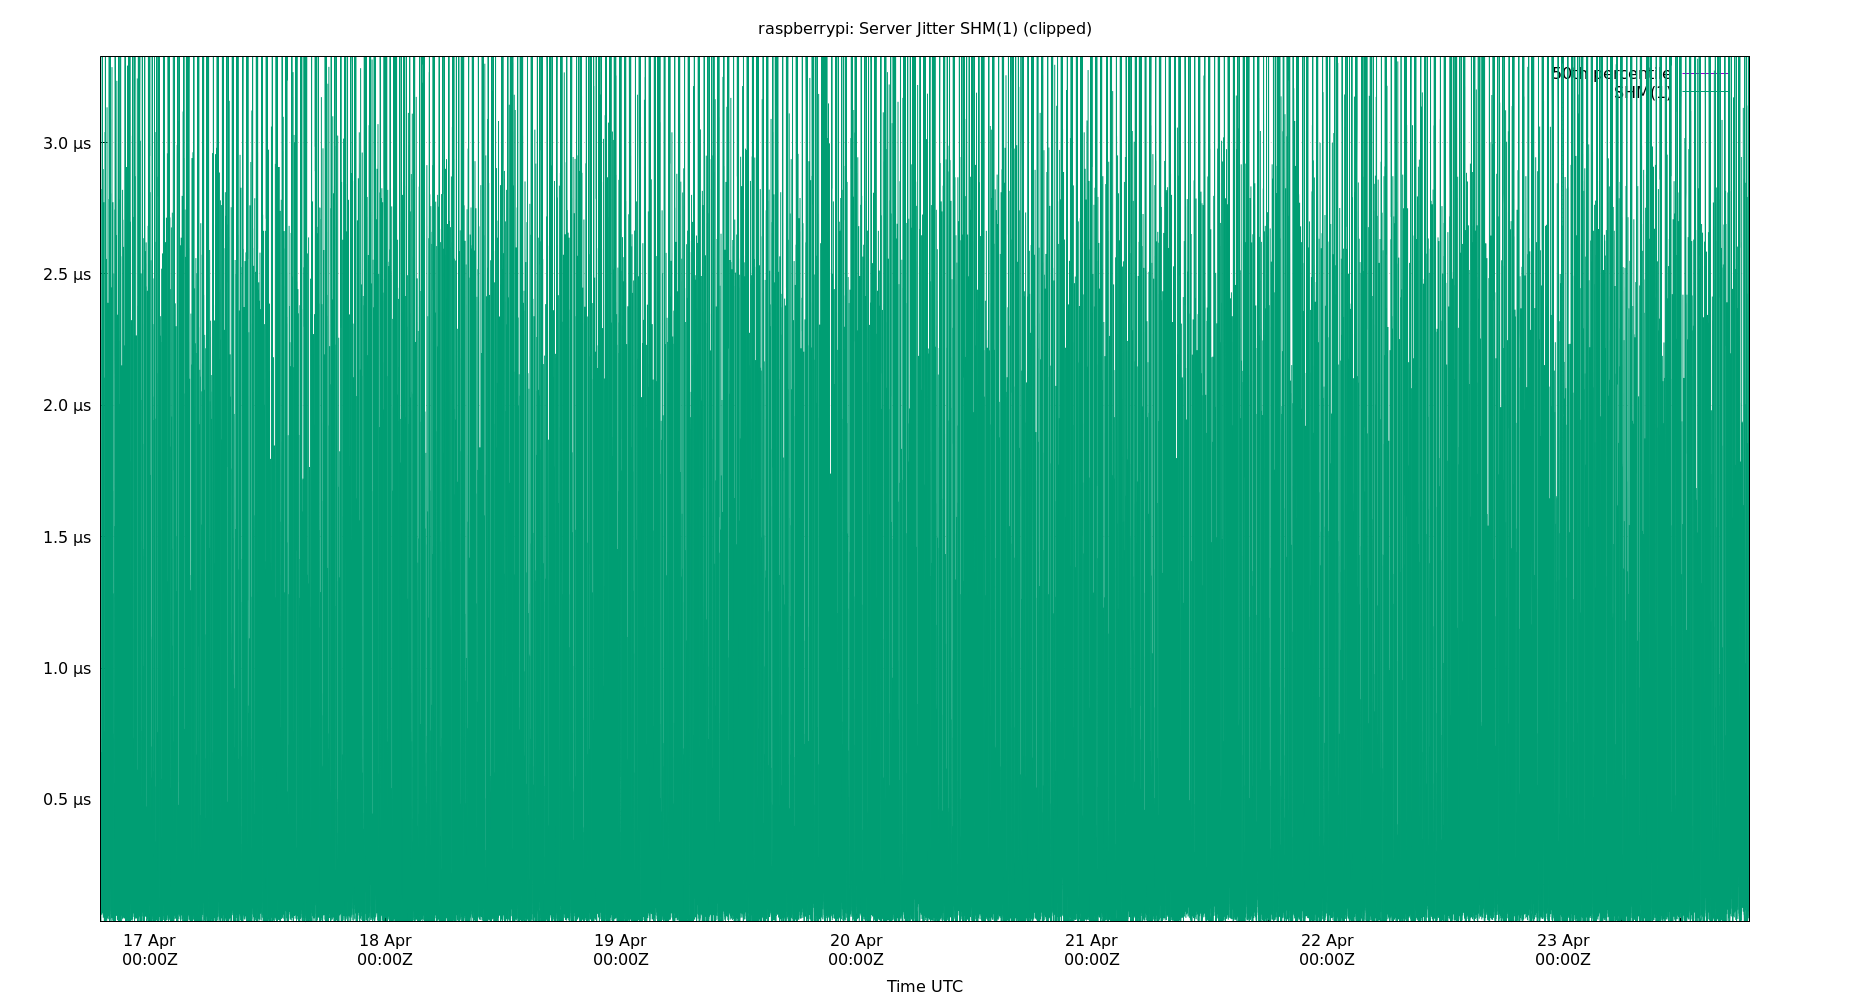 raspberrypi: Server Jitter SHM(1) (clipped)
50th percentile
SHM(1)
3.0 µs
2.5 µs
2.0 µs
1.5 µs
1.0 µs
0.5 µs
17 Apr 18 Apr 19 Apr 20 Apr 21 Apr 22 Apr 23 Apr
00:00Z 00:00Z 00:00Z 00:00Z 00:00Z 00:00Z 00:00Z
Time UTC